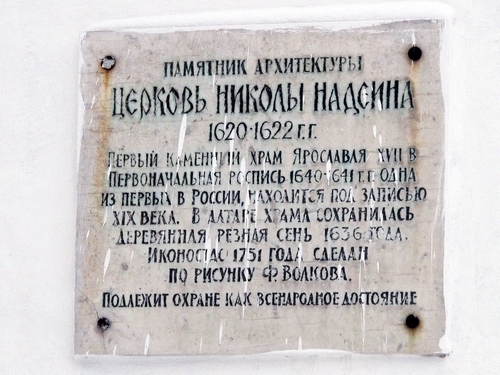 ПАМЯТНИК АРХИТЕКТУРЫ
ЦЕРКОВЬ НИКОЛЫ НАДЕИНА
1620-1622 Г.Г.
ПЕРВЫЙ КАМЕННЫЙ ХРАМ ЯРОСЛАВЛЯ XVII В
ПЕРВОНАЧАЛЬНАЯ РОСПИСЬ 1640-1641 Г.Г. ОДНА
ИЗ ПЕРВЫХ В РОССИИ, НАХОДИТСЯ ПОД ЗАПИСЬЮ
XIX ВЕКА. В АЛТАРЕ ХРАМА СОХРАНИЛАСЬ
ДЕРЕВЯННАЯ РЕЗНАЯ СЕНЬ 1636 ГОДА.
ИКОНОСТАС 1751 ГОДА СДЕЛАН
ПО РИСУНКУ Ф. ВОЛКОВА.
ПОДЛЕЖИТ ОХРАНЕ КАК ВСЕНАРОДНОЕ ДОСТОЯНИЕ